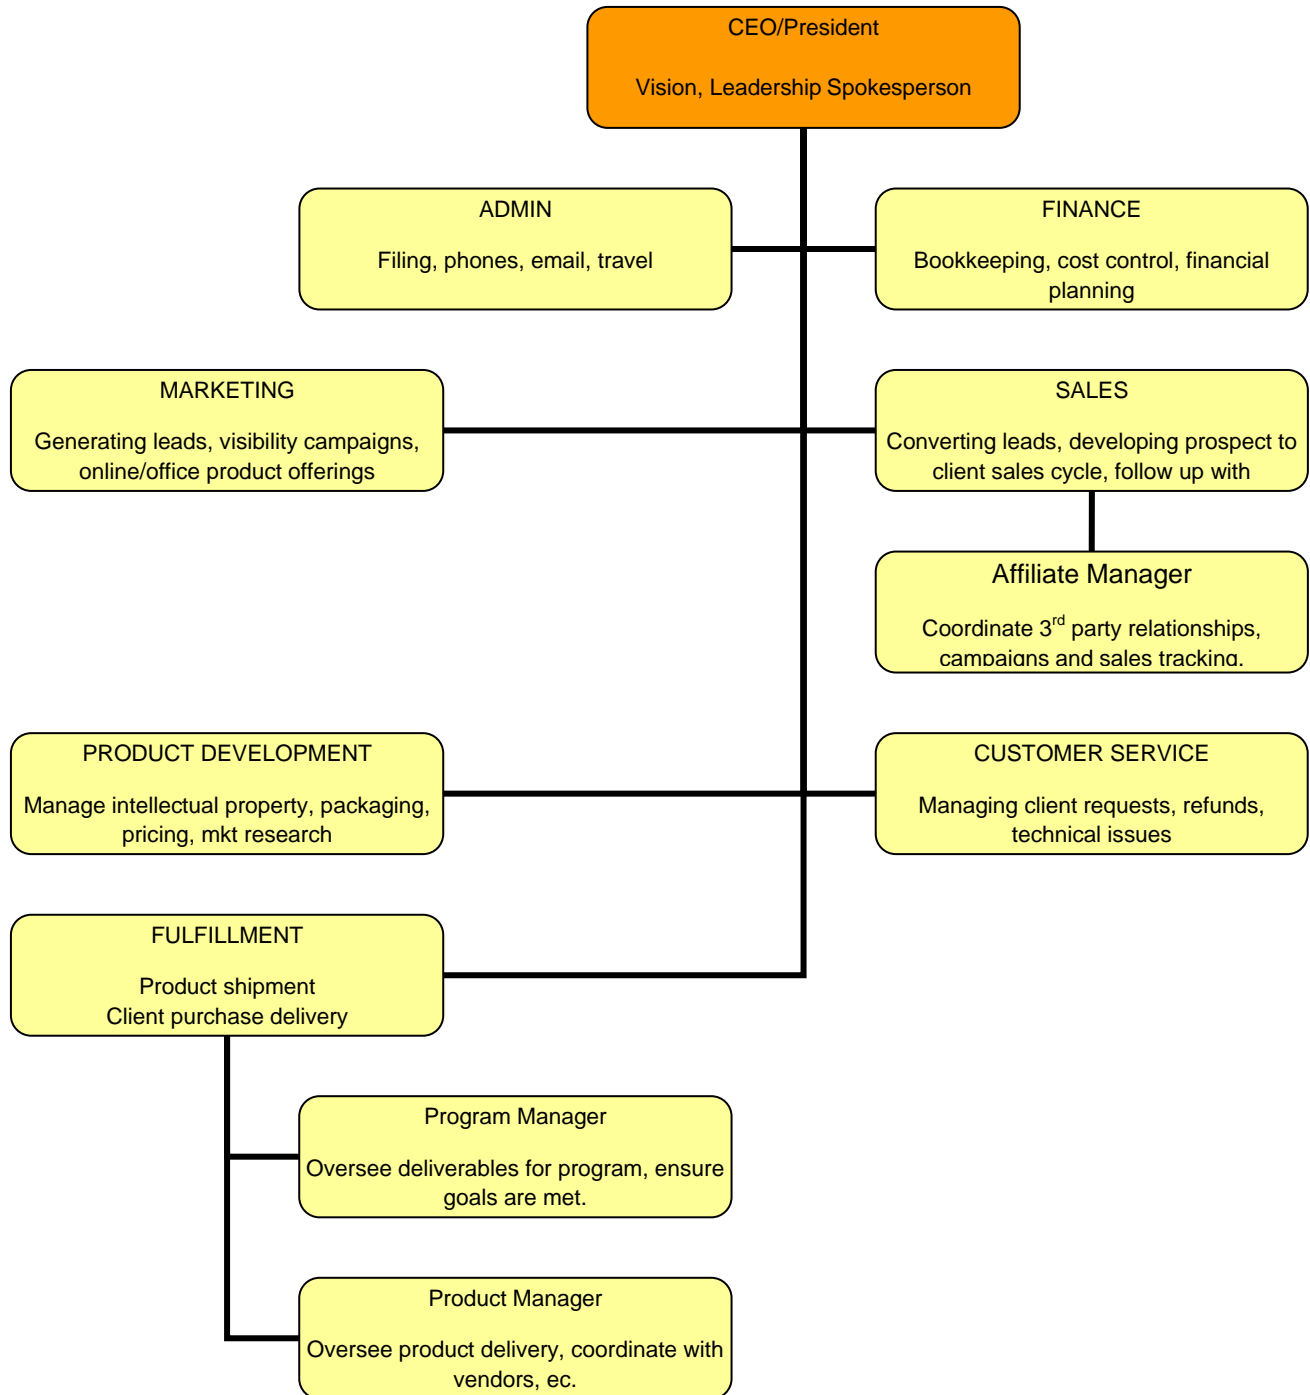 CEO/President
Vision, Leadership Spokesperson
ADMIN
Filing, phones, email, travel
FINANCE
Bookkeeping, cost control, financial
planning
MARKETING
Generating leads, visibility campaigns,
online/office product offerings
SALES
Converting leads, developing prospect to
client sales cycle, follow up with
Affiliate Manager
Coordinate 3rd party relationships,
campaigns and sales tracking.
PRODUCT DEVELOPMENT
Manage intellectual property, packaging,
pricing, mkt research
CUSTOMER SERVICE
Managing client requests, refunds,
technical issues
FULFILLMENT
Product shipment
Client purchase delivery
Program Manager
Oversee deliverables for program, ensure
goals are met.
Product Manager
Oversee product delivery, coordinate with
vendors, ec.